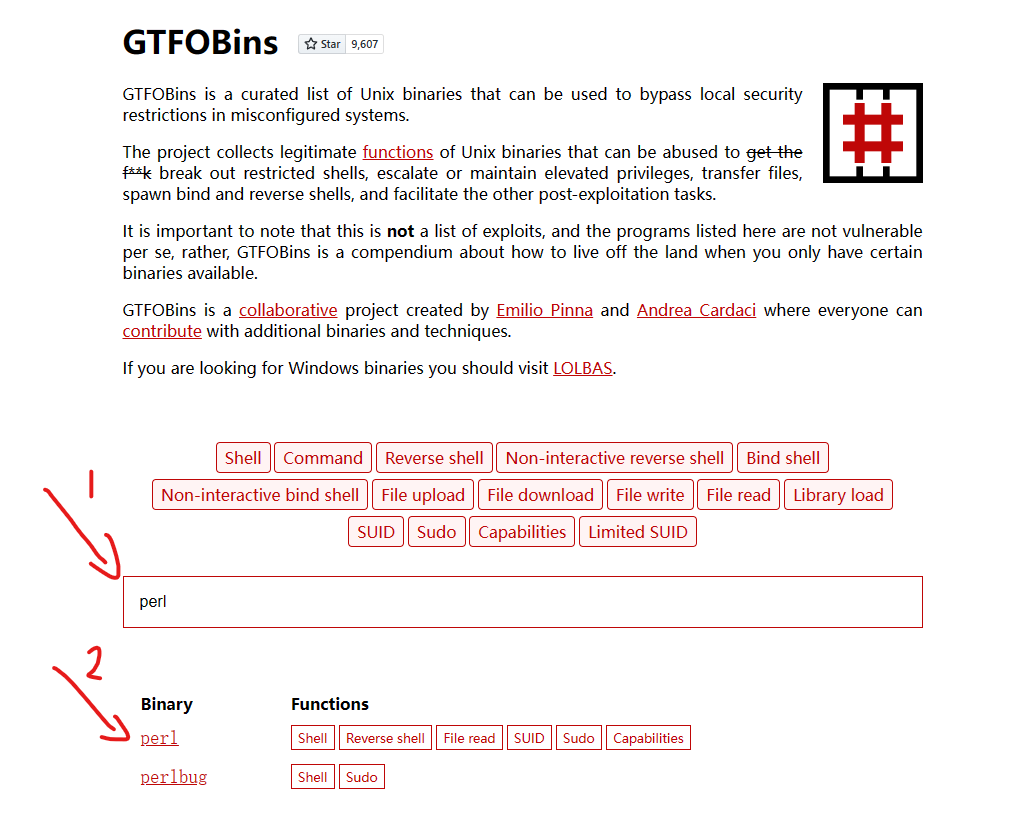 GTFOBins Star 9,607
GTFOBins is a curated list of Unix binaries that can be used to bypass local security
restrictions in misconfigured systems.
The project collects legitimate functions of Unix binaries that can be abused to get the
f**k break out restricted shells, escalate or maintain elevated privileges, transfer files,
spawn bind and reverse shells, and facilitate the other post-exploitation tasks.
It is important to note that this is not a list of exploits, and the programs listed here are not vulnerable
per se, rather, GTFOBins is a compendium about how to live off the land when you only have certain
binaries available.
GTFOBins is a collaborative project created by Emilio Pinna and Andrea Cardaci where everyone can
contribute with additional binaries and techniques.
If you are looking for Windows binaries you should visit LOLBAS.
Shell Command Reverse shell Non-interactive reverse shell Bind shell
Non-interactive bind shell File upload File download File write File read Library load
SUID Sudo Capabilities Limited SUID
1
perl
2
Binary Functions
perl Shell Reverse shell File read SUID Sudo Capabilities
perlbug Shell Sudo